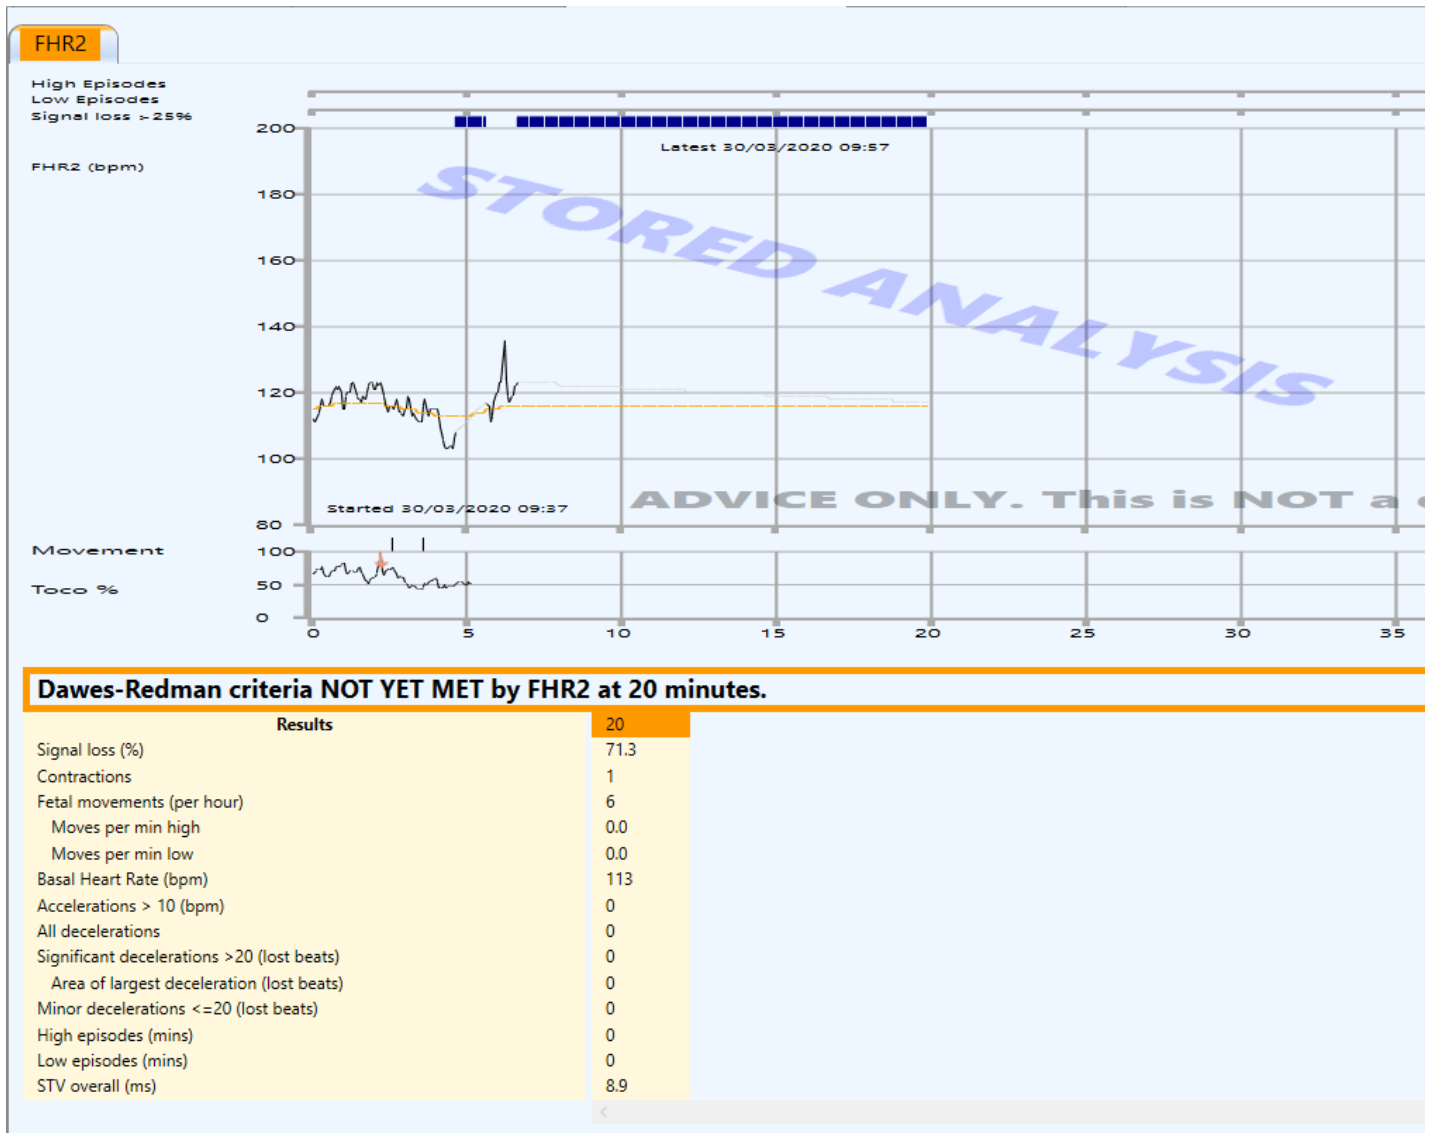 FHR2
High Episodes
Low Episodes
Signal loss >25%
200
Latest 30/03/2020 09:57
FHR2 (bpm)
180
STORED ANALYSIS
160
140
120
100
ADVICE ONLY. This is NOT a
Started 30/03/2020 09:37
80
Movement
100
Toco %
50
0
0 5 10 15 20 25 30 35
Dawes-Redman criteria NOT YET MET by FHR2 at 20 minutes.
Results 20
Signal loss (%) 71.3
Contractions 1
Fetal movements (per hour) 6
Moves per min high 0.0
Moves per min low 0.0
Basal Heart Rate (bpm) 113
Accelerations > 10 (bpm) 0
All decelerations 0
Significant decelerations >20 (lost beats) 0
Area of largest deceleration (lost beats) 0
Minor decelerations <=20 (lost beats) 0
High episodes (mins) 0
Low episodes (mins) 0
STV overall (ms) 8.9